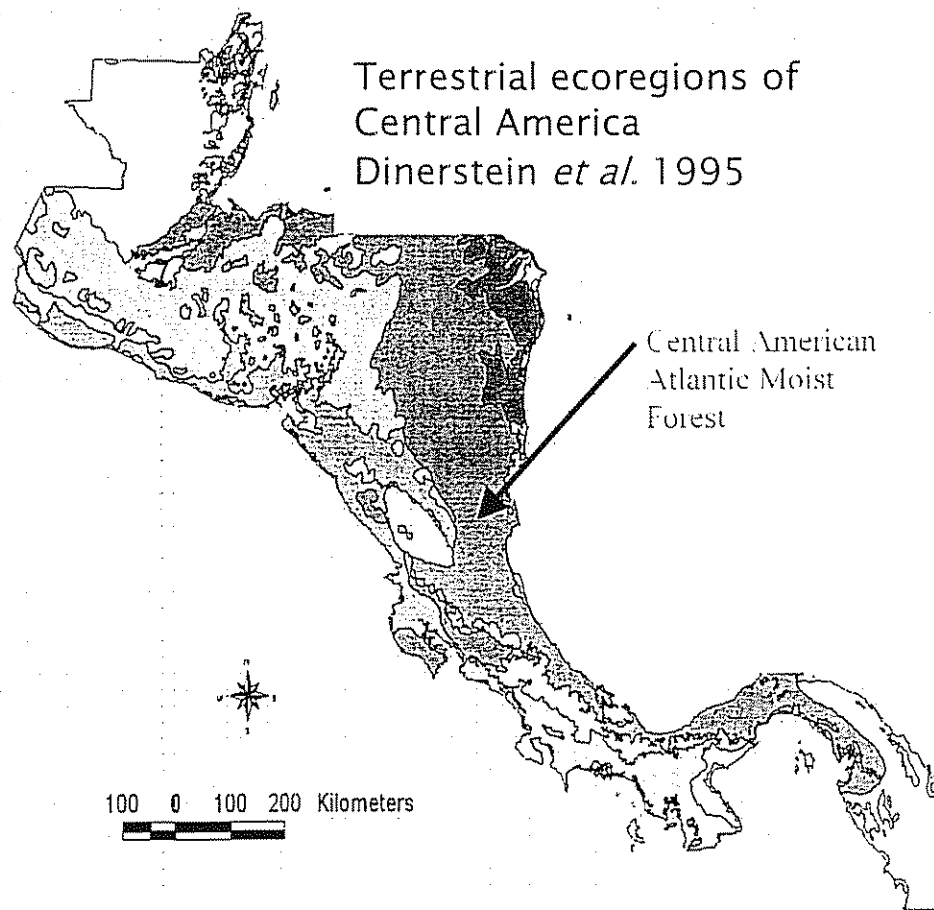 Terrestrial ecoregions of
Central America
Dinerstein et al. 1995
Central American
Atlantic Moist
Forest
100 0 100 200 Kilometers